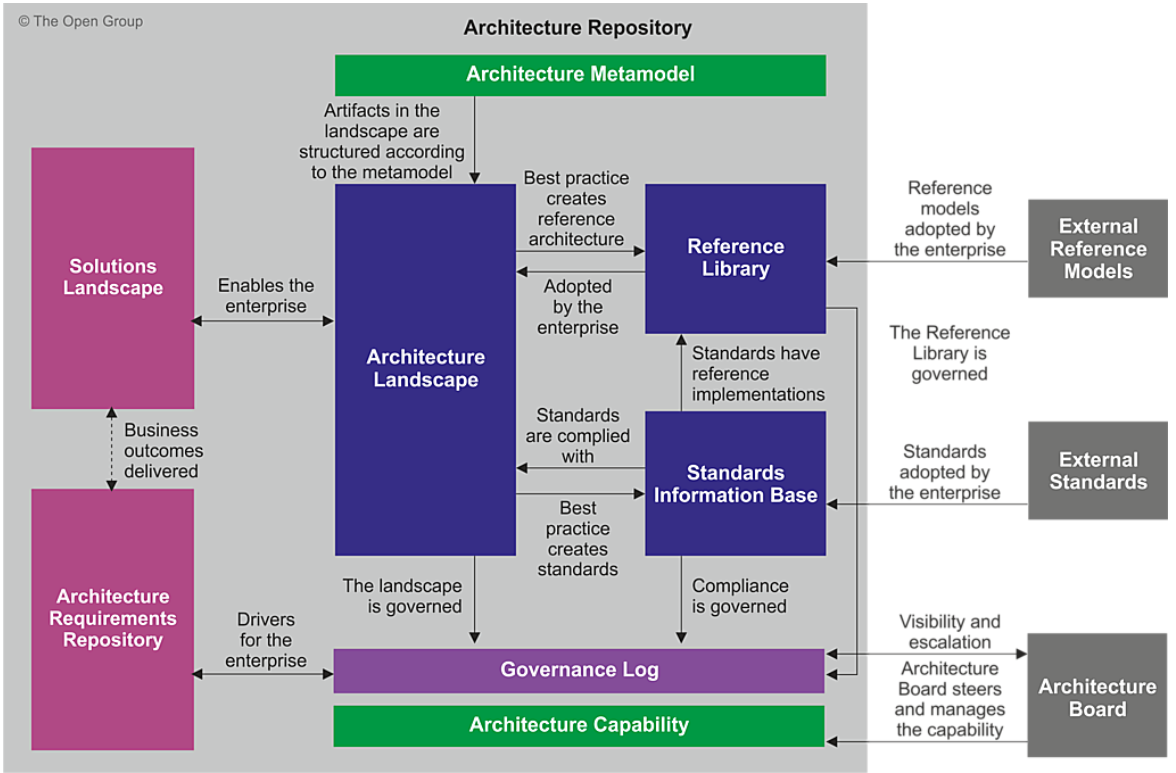 © The Open Group
Architecture Repository
Architecture Metamodel
Artifacts in the
landscape are
structured according
to the metamodel
Solutions
Landscape
Enables the
enterprise
Architecture
Landscape
Best practice
creates
reference
architecture
Adopted
by the
enterprise
Reference
Library
Reference
models
adopted by
the enterprise
External
Reference
Models
The Reference
Library is
governed
Standards have
reference
implementations
Business
outcomes
delivered
Standards
are complied
with
Best
practice
creates
standards
Standards
Information Base
Standards
adopted by
the enterprise
External
Standards
Architecture
Requirements
Repository
Drivers
for the
enterprise
The landscape
is governed
Compliance
is governed
Governance Log
Visibility and
escalation
Architecture
Board steers
and manages
the capability
Architecture
Board
Architecture Capability